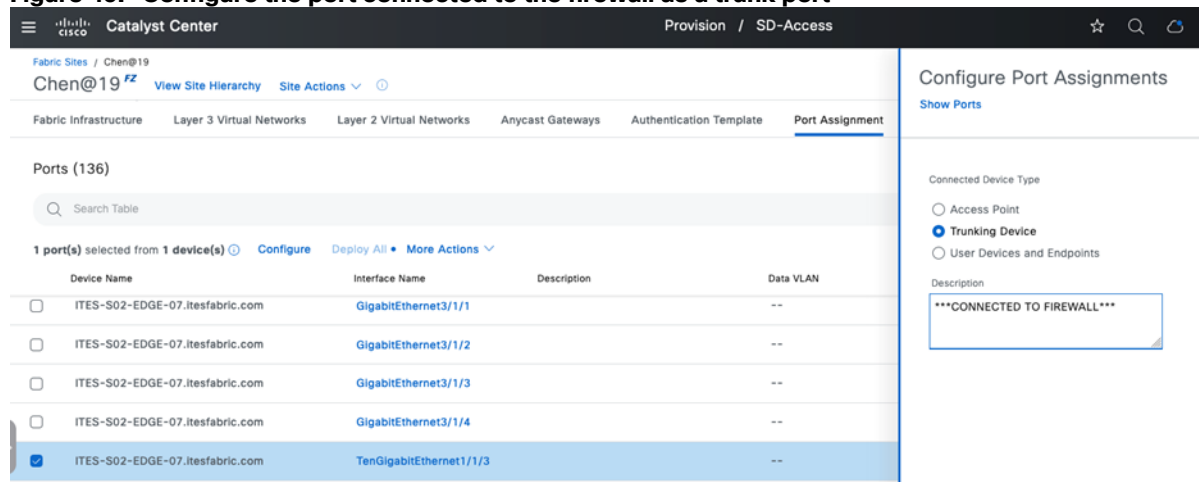 Figure 45. Configure the port connected to the firewall as a trunk port
CISCO Catalyst Center
Provision / SD-Access
Fabric Sites / Chen@19
Chen@19 FZ View Site Hierarchy Site Actions
Fabric Infrastructure Layer 3 Virtual Networks Layer 2 Virtual Networks Anycast Gateways Authentication Template Port Assignment
Ports (136)
Search Table
1 port(s) selected from 1 device(s) Configure Deploy All • More Actions
Device Name Interface Name Description Data VLAN
ITES-S02-EDGE-07.itesfabric.com GigabitEthernet3/1/1 --
ITES-S02-EDGE-07.itesfabric.com GigabitEthernet3/1/2 --
ITES-S02-EDGE-07.itesfabric.com GigabitEthernet3/1/3 --
ITES-S02-EDGE-07.itesfabric.com GigabitEthernet3/1/4 --
ITES-S02-EDGE-07.itesfabric.com TenGigabitEthernet1/1/3 --
Configure Port Assignments
Show Ports
Connected Device Type
Access Point
Trunking Device
User Devices and Endpoints
Description
***CONNECTED TO FIREWALL***